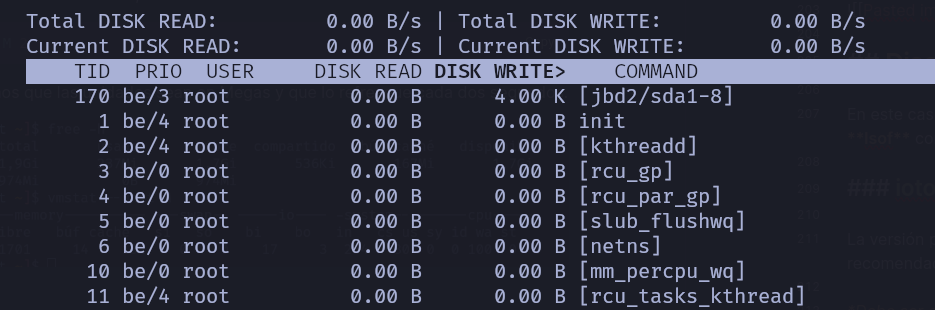 Total DISK READ:         0.00 B/s | Total DISK WRITE:         0.00 B/s
Current DISK READ:       0.00 B/s | Current DISK WRITE:       0.00 B/s
    TID  PRIO  USER     DISK READ DISK WRITE>    COMMAND
    170 be/3 root          0.00 B      4.00 K [jbd2/sda1-8]
      1 be/4 root          0.00 B      0.00 B init
      2 be/4 root          0.00 B      0.00 B [kthreadd]
      3 be/0 root          0.00 B      0.00 B [rcu_gp]
      4 be/0 root          0.00 B      0.00 B [rcu_par_gp]
      5 be/0 root          0.00 B      0.00 B [slub_flushwq]
      6 be/0 root          0.00 B      0.00 B [netns]
     10 be/0 root          0.00 B      0.00 B [mm_percpu_wq]
     11 be/4 root          0.00 B      0.00 B [rcu_tasks_kthread]